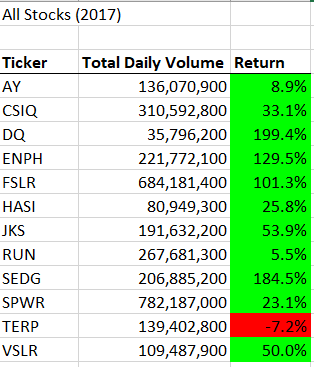 All Stocks (2017)
Ticker Total Daily Volume Return
AY 136,070,900 8.9%
CSIQ 310,592,800 33.1%
DQ 35,796,200 199.4%
ENPH 221,772,100 129.5%
FSLR 684,181,400 101.3%
HASI 80,949,300 25.8%
JKS 191,632,200 53.9%
RUN 267,681,300 5.5%
SEDG 206,885,200 184.5%
SPWR 782,187,000 23.1%
TERP 139,402,800 -7.2%
VSLR 109,487,900 50.0%